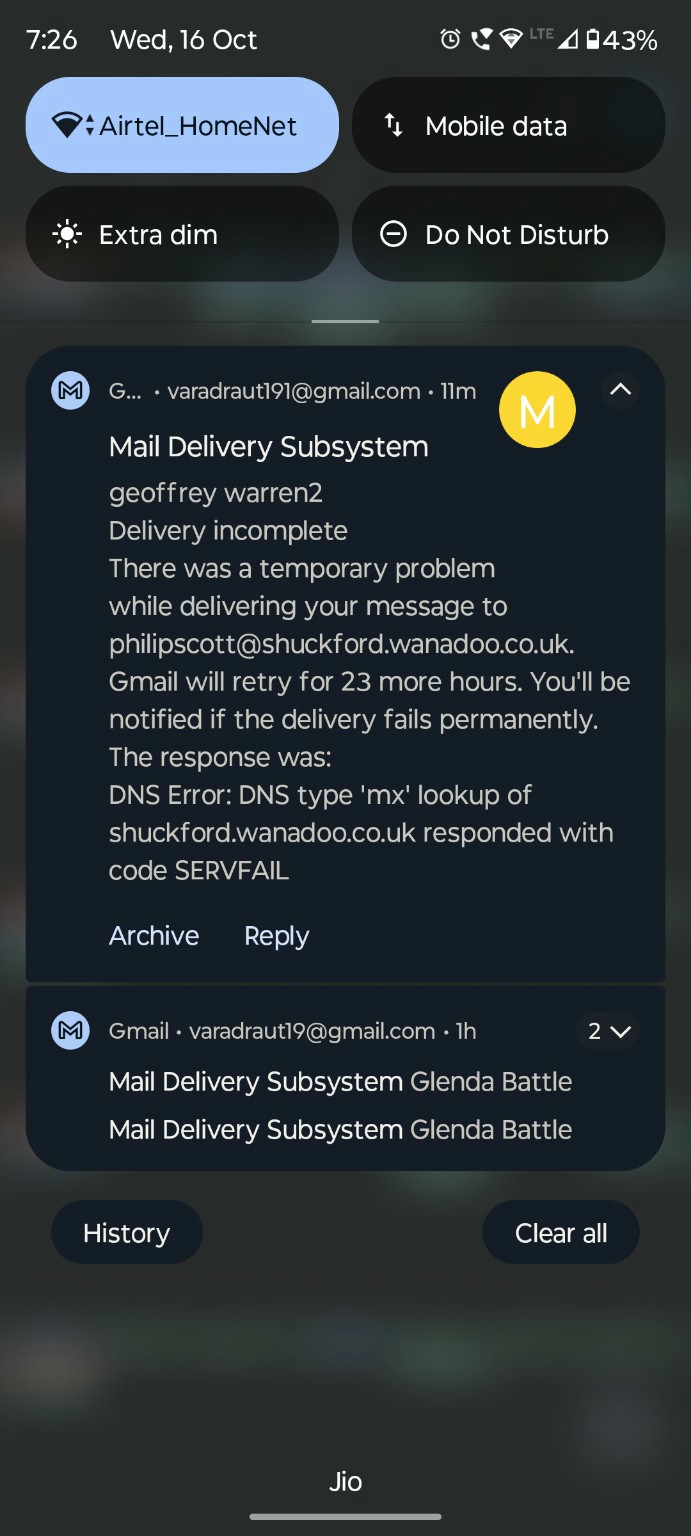 7:26 Wed, 16 Oct LTE 43%
Airtel_HomeNet Mobile data
Extra dim Do Not Disturb
G... • varadraut191@gmail.com • 11m
M
Mail Delivery Subsystem
geoffrey warren2
Delivery incomplete
There was a temporary problem
while delivering your message to
philipscott@shuckford.wanadoo.co.uk.
Gmail will retry for 23 more hours. You'll be
notified if the delivery fails permanently.
The response was:
DNS Error: DNS type 'mx' lookup of
shuckford.wanadoo.co.uk responded with
code SERVFAIL
Archive Reply
Gmail • varadraut19@gmail.com • 1h 2
Mail Delivery Subsystem Glenda Battle
Mail Delivery Subsystem Glenda Battle
History Clear all
Jio